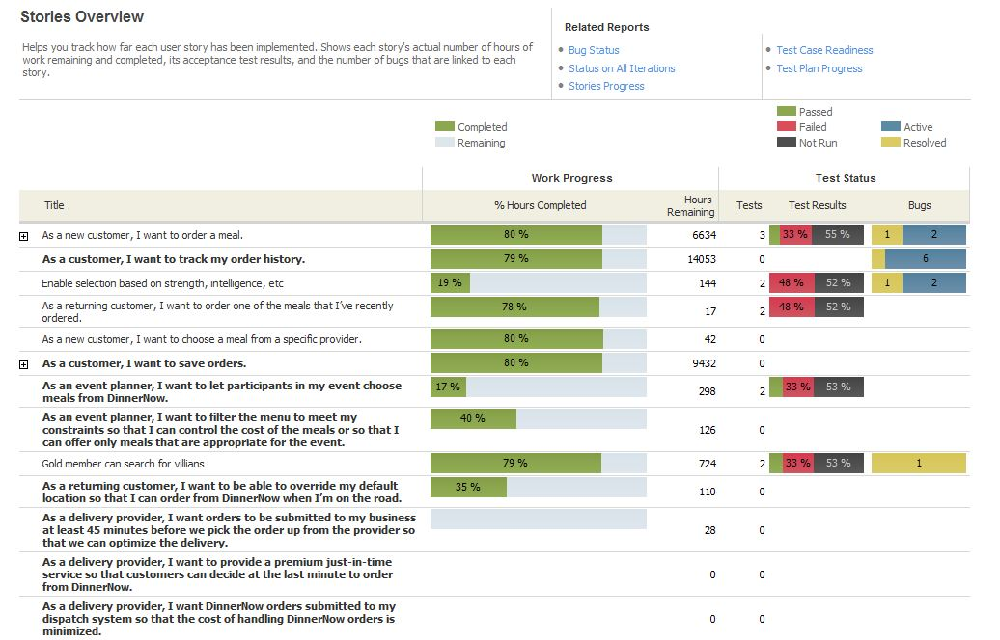 Stories Overview
Helps you track how far each user story has been implemented. Shows each story's actual number of hours of
work remaining and completed, its acceptance test results, and the number of bugs that are linked to each
story.
Related Reports
Bug Status
Status on All Iterations
Stories Progress
Test Case Readiness
Test Plan Progress
Completed
Remaining
Passed
Failed
Not Run
Active
Resolved
Work Progress
Test Status
Title
% Hours Completed
Hours
Remaining
Tests
Test Results
Bugs
As a new customer, I want to order a meal.
80 %
6634
3
33 %
55 %
1
2
As a customer, I want to track my order history.
79 %
14053
0
6
Enable selection based on strength, intelligence, etc
19 %
144
2
48 %
52 %
1
2
As a returning customer, I want to order one of the meals that I've recently
ordered.
78 %
17
2
48 %
52 %
As a new customer, I want to choose a meal from a specific provider.
80 %
42
0
As a customer, I want to save orders.
80 %
9432
0
As an event planner, I want to let participants in my event choose
meals from DinnerNow.
17 %
298
2
33 %
53 %
As an event planner, I want to filter the menu to meet my
constraints so that I can control the cost of the meals or so that I
can offer only meals that are appropriate for the event.
40 %
126
0
Gold member can search for villians
79 %
724
2
33 %
53 %
1
As a returning customer, I want to be able to override my default
location so that I can order from DinnerNow when I'm on the road.
35 %
110
0
As a delivery provider, I want orders to be submitted to my business
at least 45 minutes before we pick the order up from the provider so
that we can optimize the delivery.
28
0
As a delivery provider, I want to provide a premium just-in-time
service so that customers can decide at the last minute to order
from DinnerNow.
0
0
As a delivery provider, I want DinnerNow orders submitted to my
dispatch system so that the cost of handling DinnerNow orders is
minimized.
0
0